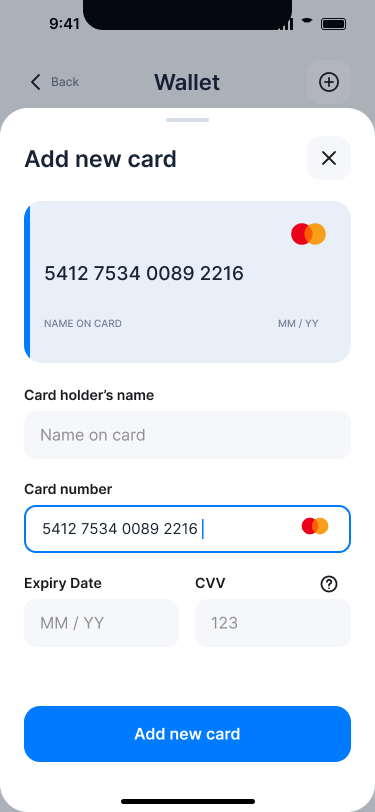 9:41
Back
Wallet
Add new card
5412 7534 0089 2216
NAME ON CARD
MM / YY
Card holder’s name
Name on card
Card number
5412 7534 0089 2216
Expiry Date
CVV
MM / YY
123
Add new card